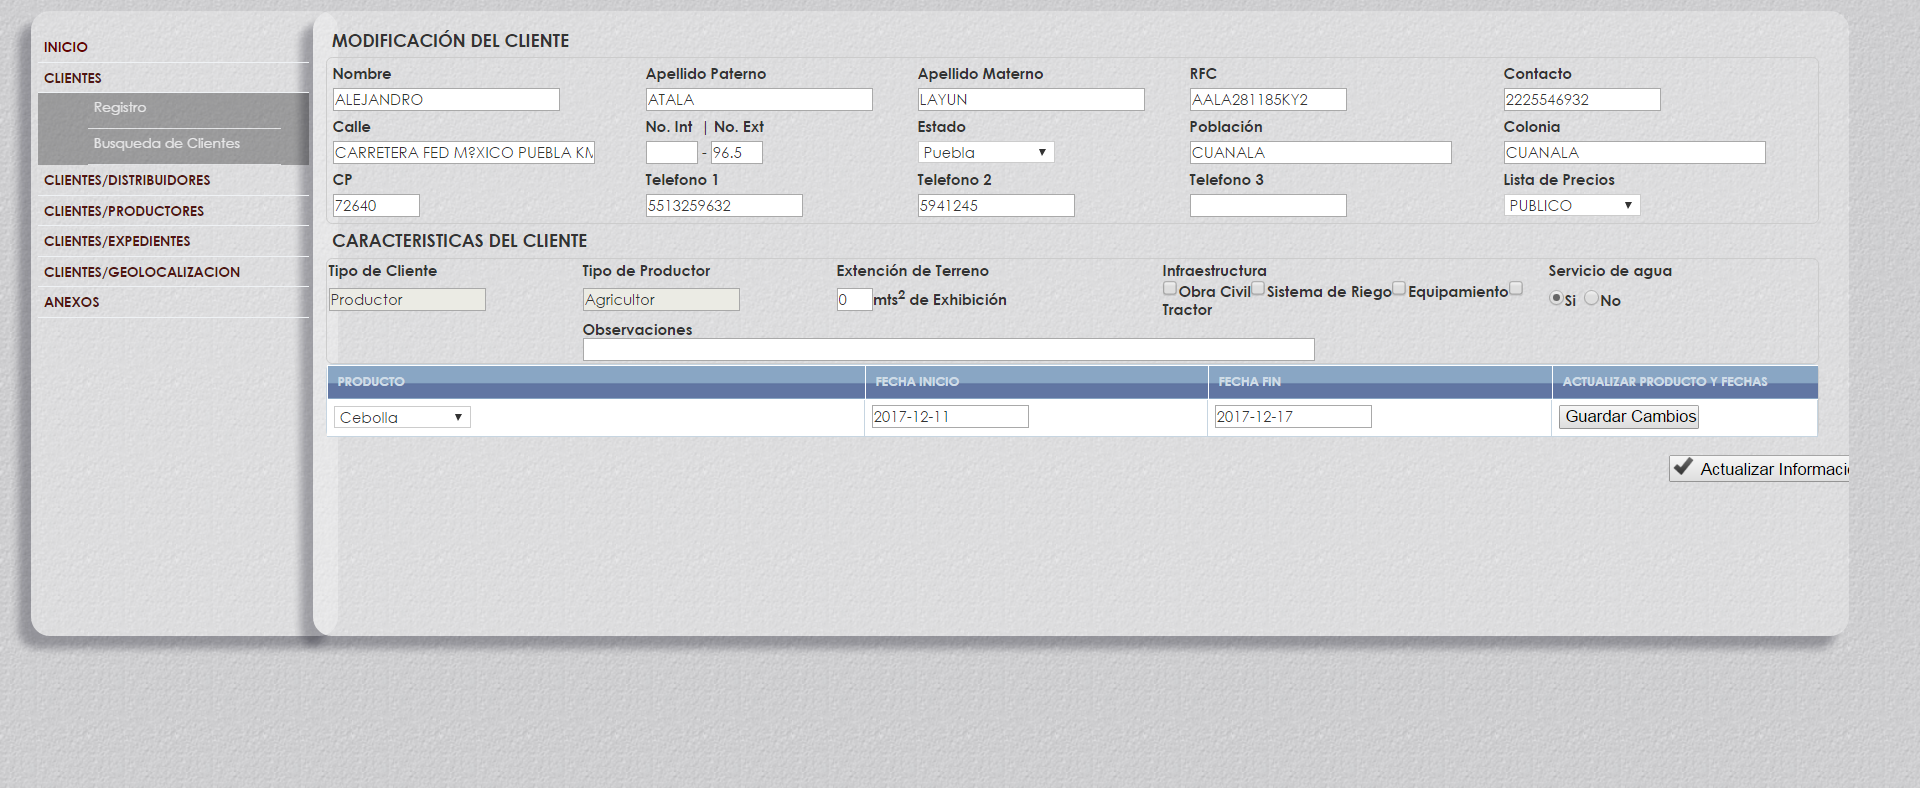 INICIO
CLIENTES
Registro
Busqueda de Clientes
CLIENTES/DISTRIBUIDORES
CLIENTES/PRODUCTORES
CLIENTES/EXPEDIENTES
CLIENTES/GEOLOCALIZACION
ANEXOS
MODIFICACIÓN DEL CLIENTE
Nombre Apellido Paterno Apellido Materno RFC Contacto
ALEJANDRO ATALA LAYUN AALA281185KY2 2225546932
Calle No. Int | No. Ext Estado Población Colonia
CARRETERA FED M?XICO PUEBLA KM - 96.5 Puebla CUANALA CUANALA
CP Telefono 1 Telefono 2 Telefono 3 Lista de Precios
72640 5513259632 5941245 PUBLICO
CARACTERISTICAS DEL CLIENTE
Tipo de Cliente Tipo de Productor Extención de Terreno Infraestructura Servicio de agua
Productor Agricultor 0 mts² de Exhibición Obra Civil Sistema de Riego Equipamiento Si No
Tractor
Observaciones
PRODUCTO FECHA INICIO FECHA FIN ACTUALIZAR PRODUCTO Y FECHAS
Cebolla 2017-12-11 2017-12-17 Guardar Cambios
Actualizar Informaci